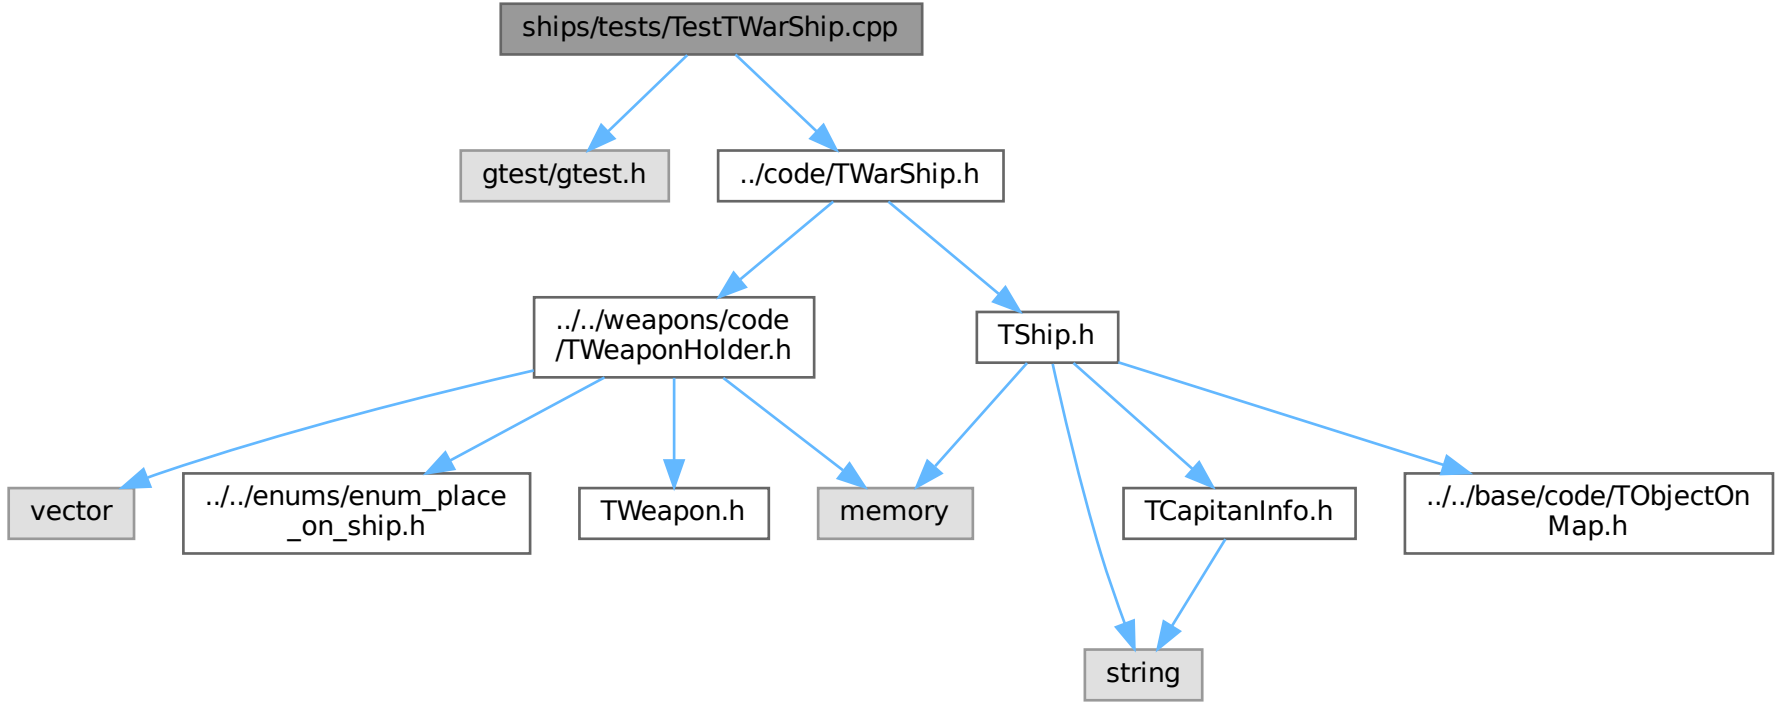 ships/tests/TestTWarShip.cpp
gtest/gtest.h
../code/TWarShip.h
../../weapons/code
/TWeaponHolder.h
TShip.h
vector
../../enums/enum_place
_on_ship.h
TWeapon.h
memory
TCapitanInfo.h
../../base/code/TObjectOn
Map.h
string